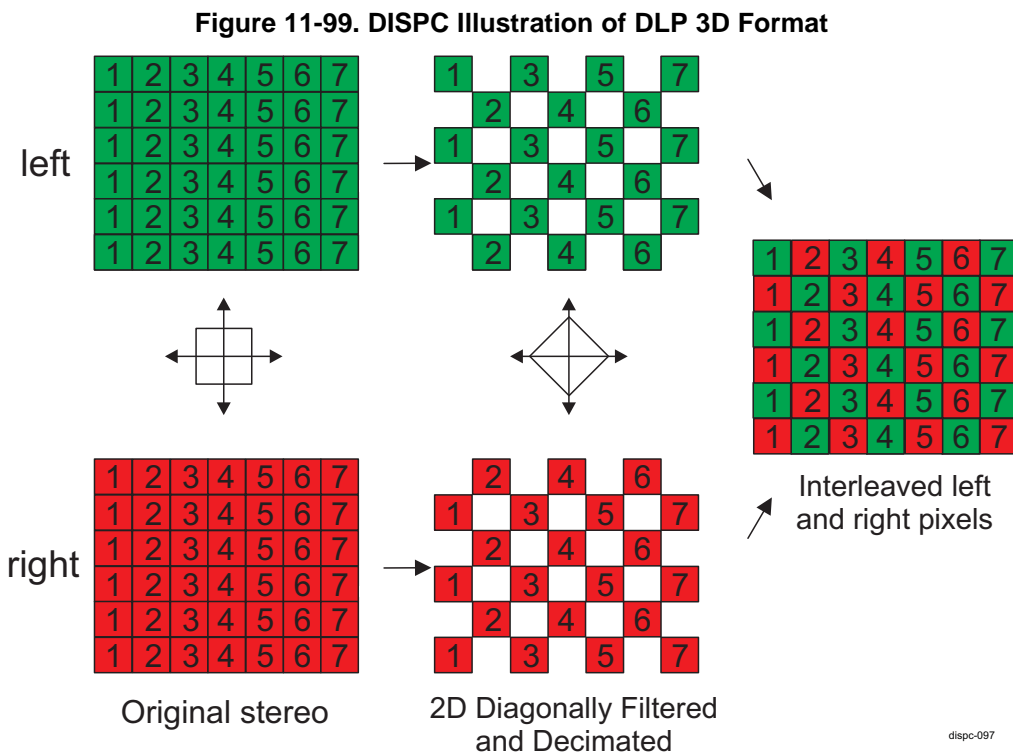 Figure 11-99. DISPC Illustration of DLP 3D Format
left
1 2 3 4 5 6 7
1 2 3 4 5 6 7
1 2 3 4 5 6 7
1 2 3 4 5 6 7
1 2 3 4 5 6 7
1 2 3 4 5 6 7
1 3 5 7
2 4 6
1 3 5 7
2 4 6
1 3 5 7
2 4 6
right
1 2 3 4 5 6 7
1 2 3 4 5 6 7
1 2 3 4 5 6 7
1 2 3 4 5 6 7
1 2 3 4 5 6 7
1 2 3 4 5 6 7
Original stereo
2 4 6
1 3 5 7
2 4 6
1 3 5 7
2 4 6
1 3 5 7
2D Diagonally Filtered
and Decimated
1 2 3 4 5 6 7
1 2 3 4 5 6 7
1 2 3 4 5 6 7
1 2 3 4 5 6 7
1 2 3 4 5 6 7
1 2 3 4 5 6 7
Interleaved left
and right pixels
dispc-097